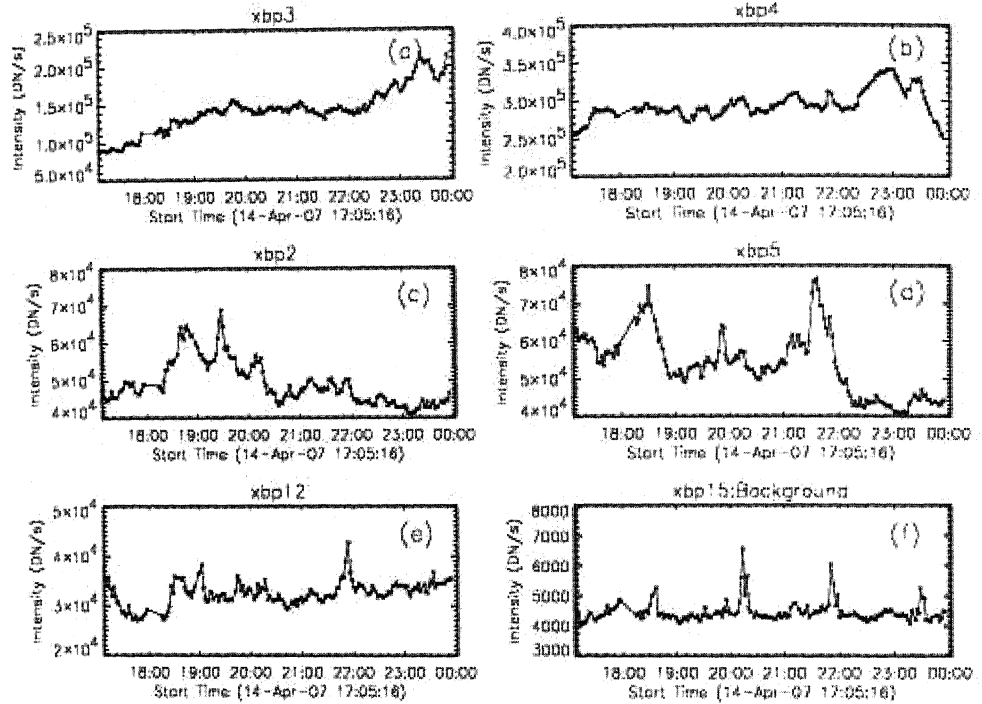 xbp3
Intensity (DN/s)
2.5×10⁵
2.0×10⁵
1.5×10⁵
1.0×10⁵
5.0×10⁴
(a)
18:00 19:00 20:00 21:00 22:00 23:00 00:00
Start Time (14-Apr-07 17:05:16)
xbp4
Intensity (DN/s)
4.0×10⁵
3.5×10⁵
3.0×10⁵
2.5×10⁵
2.0×10⁵
(b)
18:00 19:00 20:00 21:00 22:00 23:00 00:00
Start Time (14-Apr-07 17:05:16)
xbp2
Intensity (DN/s)
8×10⁴
7×10⁴
6×10⁴
5×10⁴
4×10⁴
(c)
18:00 19:00 20:00 21:00 22:00 23:00 00:00
Start Time (14-Apr-07 17:05:16)
xbp5
Intensity (DN/s)
8×10⁴
7×10⁴
6×10⁴
5×10⁴
4×10⁴
(d)
18:00 19:00 20:00 21:00 22:00 23:00 00:00
Start Time (14-Apr-07 17:05:16)
xbp12
Intensity (DN/s)
5×10⁴
4×10⁴
3×10⁴
2×10⁴
(e)
18:00 19:00 20:00 21:00 22:00 23:00 00:00
Start Time (14-Apr-07 17:05:16)
xbp15:Background
Intensity (DN/s)
8000
7000
6000
5000
4000
3000
(f)
18:00 19:00 20:00 21:00 22:00 23:00 00:00
Start Time (14-Apr-07 17:05:16)